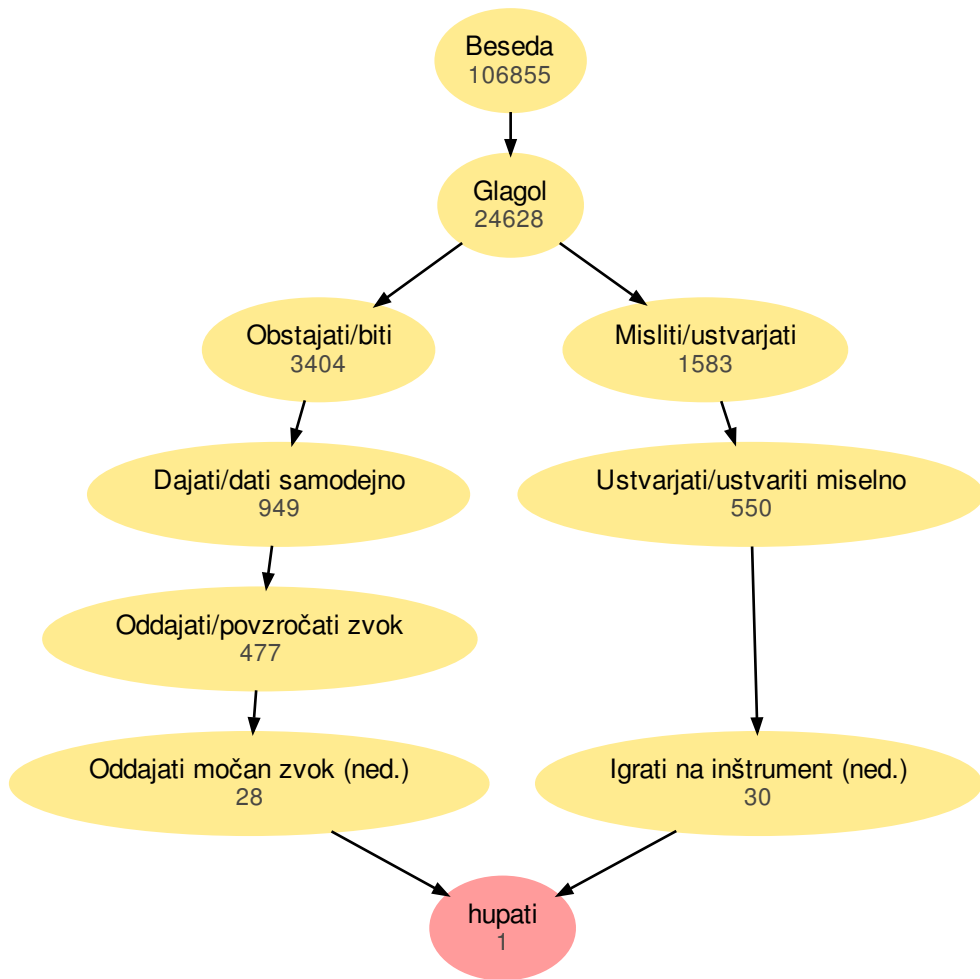 Beseda
106855
Glagol
24628
Obstajati/biti
3404
Misliti/ustvarjati
1583
Dajati/dati samodejno
949
Ustvarjati/ustvariti miselno
550
Oddajati/povzročati zvok
477
Oddajati močan zvok (ned.)
28
Igrati na inštrument (ned.)
30
hupati
1